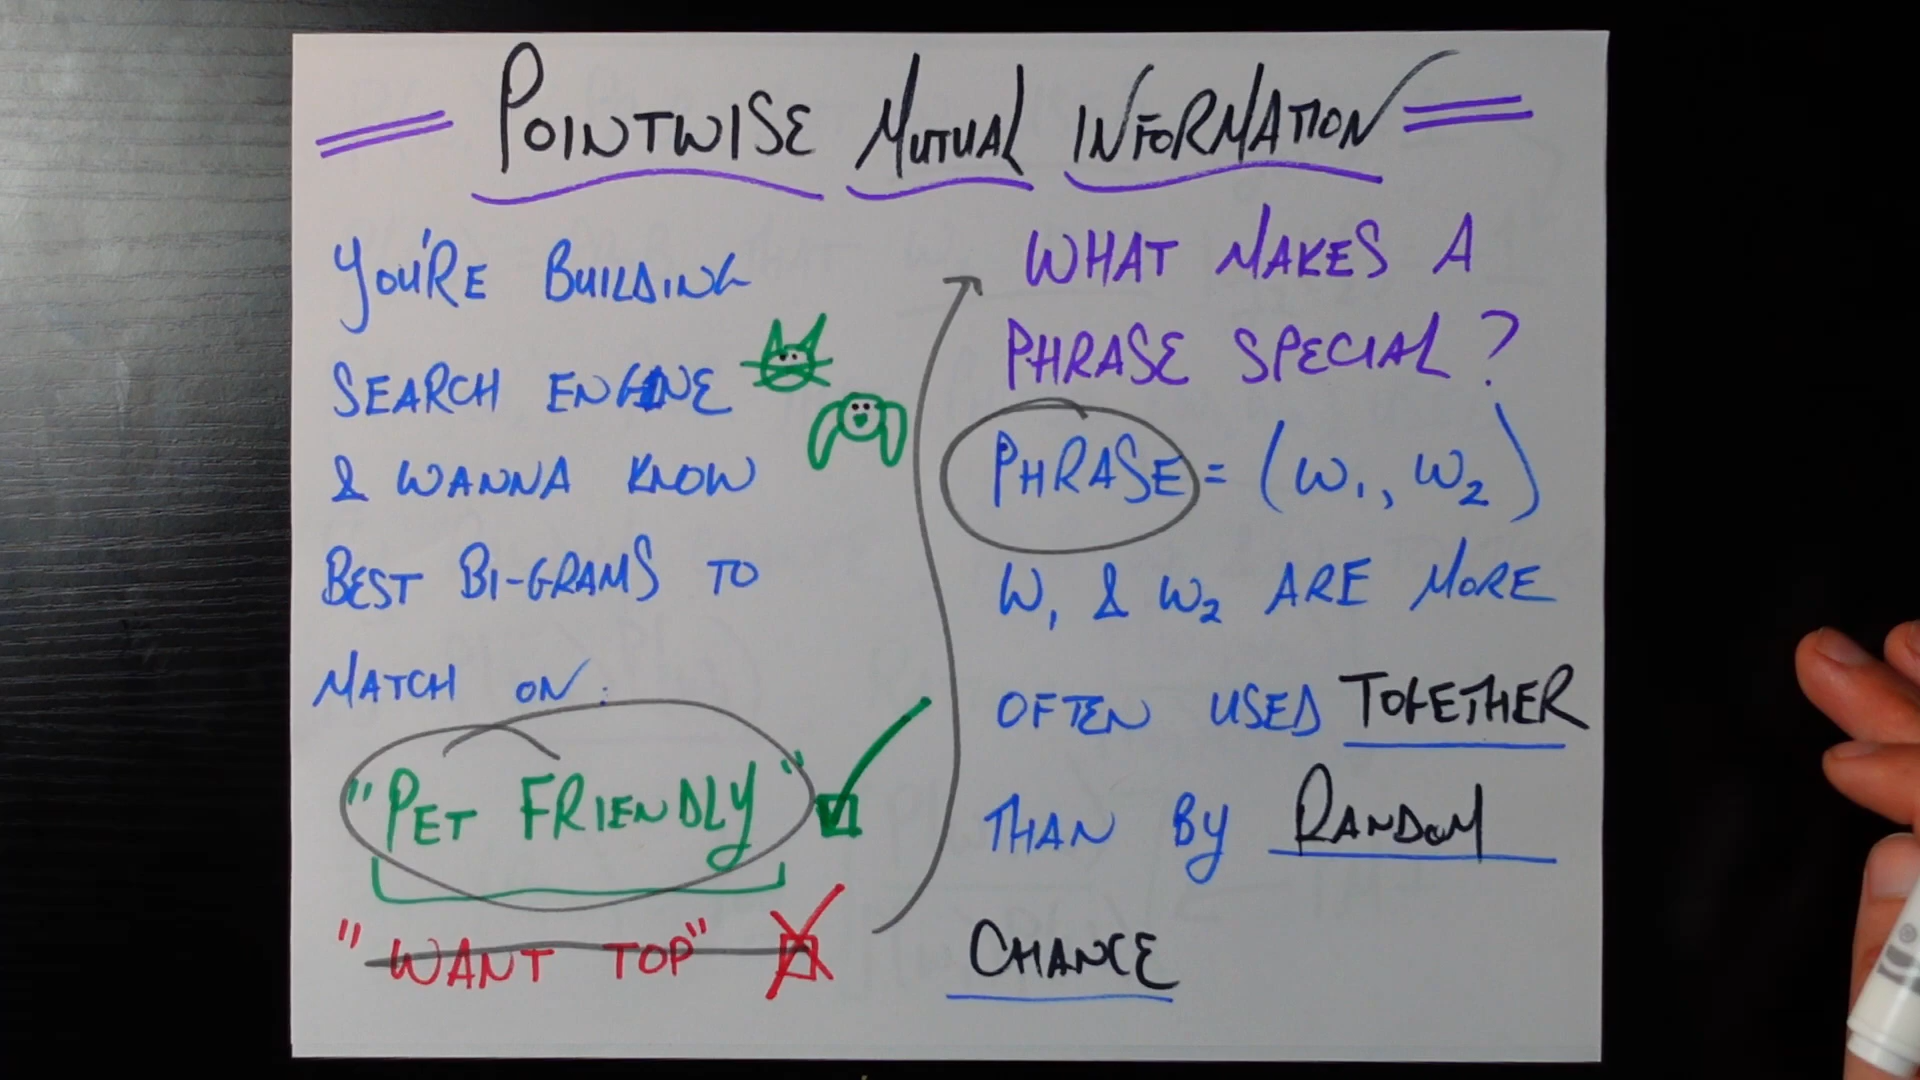 POINTWISE MUTUAL INFORMATION
YOU'RE BUILDING
SEARCH ENGINE
& WANNA KNOW
BEST BI-GRAMS TO
MATCH ON:
"PET FRIENDLY"
"WANT TOP"
WHAT MAKES A
PHRASE SPECIAL?
PHRASE = (W1, W2)
W1 & W2 ARE MORE
OFTEN USED TOGETHER
THAN BY RANDOM
CHANCE